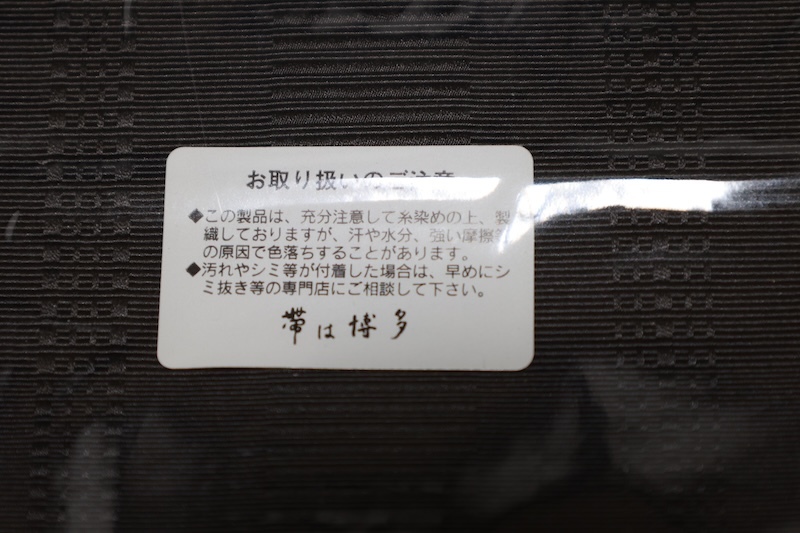 お取り扱いのご注意
◆この製品は、充分注意して糸染めの上、製
織しておりますが、汗や水分、強い摩擦等
の原因で色落ちすることがあります。
◆汚れやシミ等が付着した場合は、早めにシ
ミ抜き等の専門店にご相談して下さい。
帯は博多